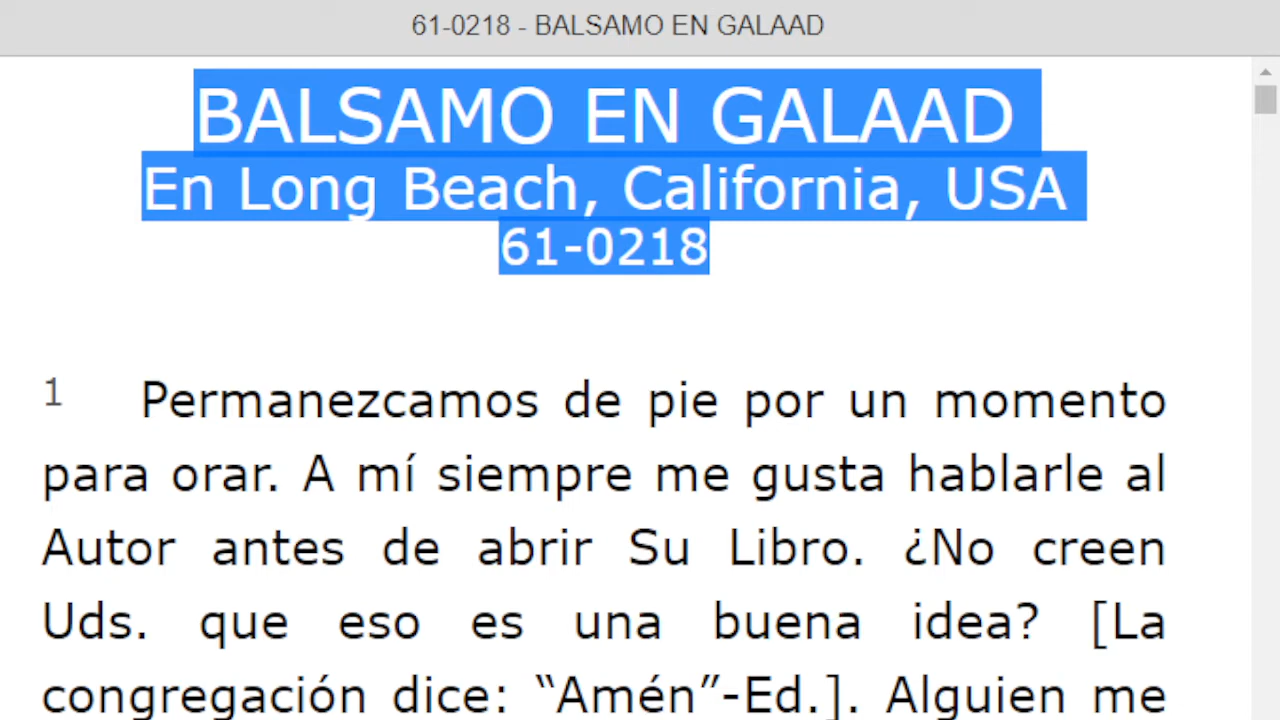 61-0218 - BALSAMO EN GALAAD
BALSAMO EN GALAAD
En Long Beach, California, USA
61-0218
1 Permanezcamos de pie por un momento
para orar. A mí siempre me gusta hablarle al
Autor antes de abrir Su Libro. ¿No creen
Uds. que eso es una buena idea? [La
congregación dice: “Amén”-Ed.]. Alguien me